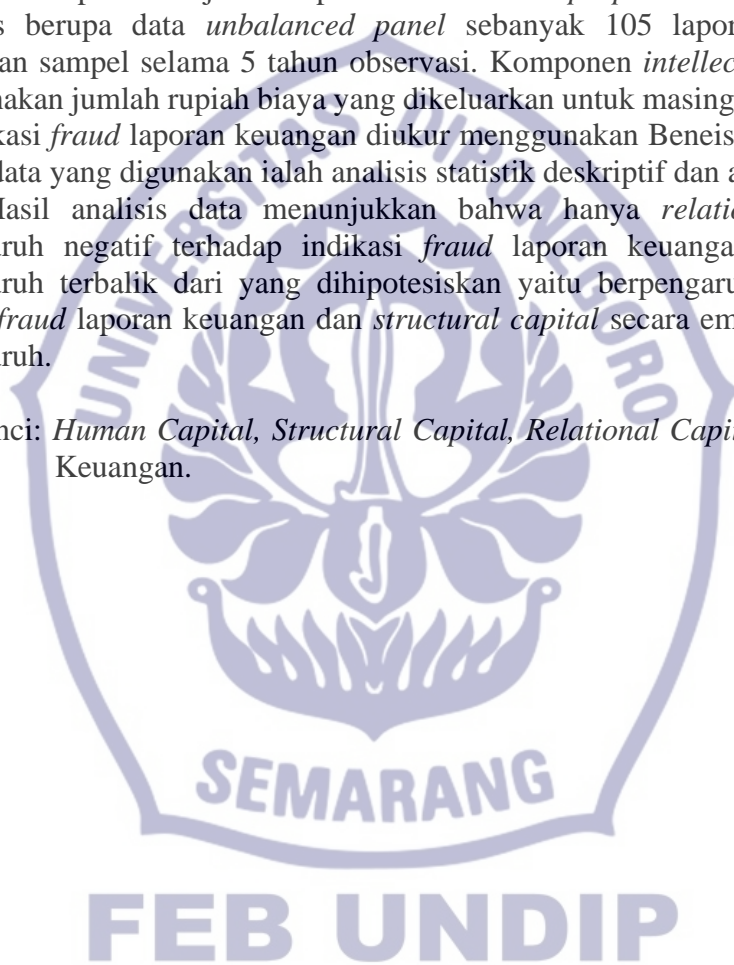 s berupa data unbalanced panel sebanyak 105 lapor
an sampel selama 5 tahun observasi. Komponen intellec
nakan jumlah rupiah biaya yang dikeluarkan untuk masing
kasi fraud laporan keuangan diukur menggunakan Beneis
data yang digunakan ialah analisis statistik deskriptif dan a
Hasil analisis data menunjukkan bahwa hanya relatio
ruh negatif terhadap indikasi fraud laporan keuanga
ruh terbalik dari yang dihipotesiskan yaitu berpengaru
fraud laporan keuangan dan structural capital secara em
ruh.
nci: Human Capital, Structural Capital, Relational Capi
Keuangan.
UNIVERSITAS DIPONEGORO
SEMARANG
FEB UNDIP